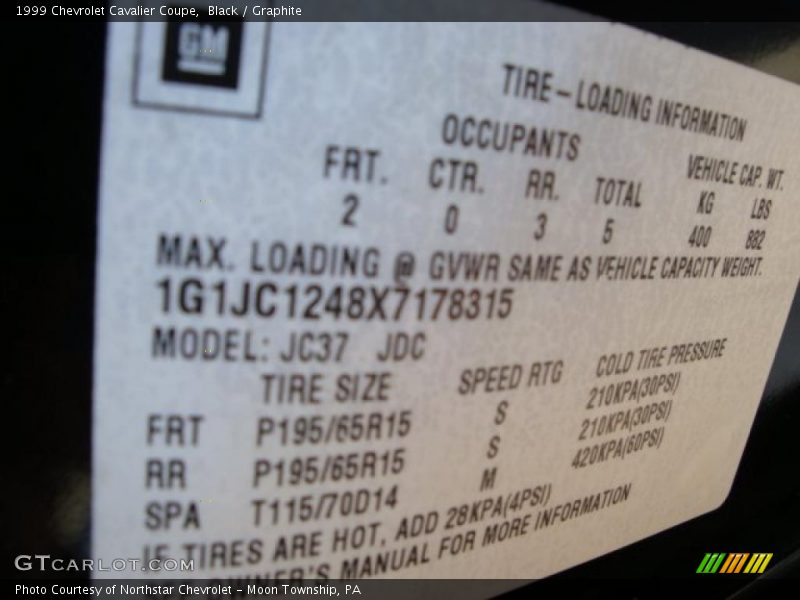 1999 Chevrolet Cavalier Coupe, Black / Graphite
GM
TIRE-LOADING INFORMATION
OCCUPANTS VEHICLE CAP. WT.
FRT. CTR. RR. TOTAL KG LBS
2 0 3 5 400 882
MAX. LOADING @ GVWR SAME AS VEHICLE CAPACITY WEIGHT.
1G1JC1248X7178315
MODEL: JC37 JDC
TIRE SIZE SPEED RTG COLD TIRE PRESSURE
FRT P195/65R15 S 210KPA(30PSI)
RR P195/65R15 S 210KPA(30PSI)
SPA T115/70D14 M 420KPA(60PSI)
IF TIRES ARE HOT, ADD 28KPA(4PSI)
OWNER'S MANUAL FOR MORE INFORMATION
GTCARLOT.COM
Photo Courtesy of Northstar Chevrolet - Moon Township, PA